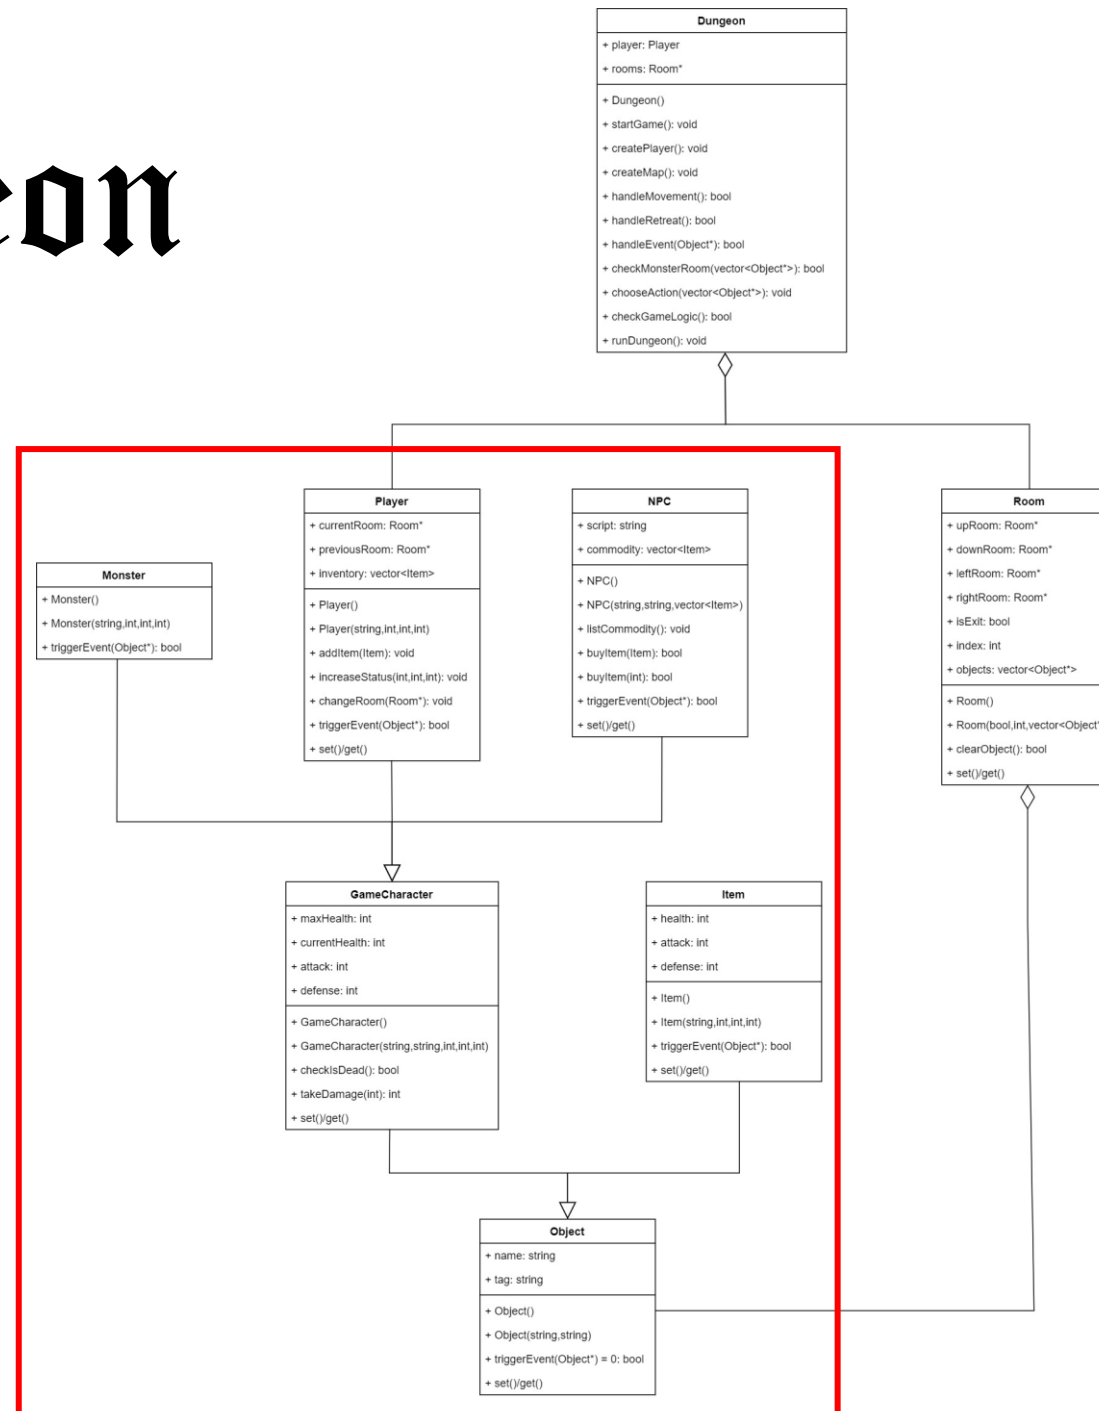 eon
Dungeon
+ player: Player
+ rooms: Room*
+ Dungeon()
+ startGame(): void
+ createPlayer(): void
+ createMap(): void
+ handleMovement(): bool
+ handleRetreat(): bool
+ handleEvent(Object*): bool
+ checkMonsterRoom(vector<Object*>): bool
+ chooseAction(vector<Object*>): void
+ checkGameLogic(): bool
+ runDungeon(): void
Monster
+ Monster()
+ Monster(string,int,int,int)
+ triggerEvent(Object*): bool
Player
+ currentRoom: Room*
+ previousRoom: Room*
+ inventory: vector<Item>
+ Player()
+ Player(string,int,int,int)
+ addItem(Item): void
+ increaseStatus(int,int,int): void
+ changeRoom(Room*): void
+ triggerEvent(Object*): bool
+ set()/get()
NPC
+ script: string
+ commodity: vector<Item>
+ NPC()
+ NPC(string,string,vector<Item>)
+ listCommodity(): void
+ buyItem(Item): bool
+ buyItem(int): bool
+ triggerEvent(Object*): bool
+ set()/get()
Room
+ upRoom: Room*
+ downRoom: Room*
+ leftRoom: Room*
+ rightRoom: Room*
+ isExit: bool
+ index: int
+ objects: vector<Object*>
+ Room()
+ Room(bool,int,vector<Object*
+ clearObject(): bool
+ set()/get()
GameCharacter
+ maxHealth: int
+ currentHealth: int
+ attack: int
+ defense: int
+ GameCharacter()
+ GameCharacter(string,string,int,int,int)
+ checkIsDead(): bool
+ takeDamage(int): int
+ set()/get()
Item
+ health: int
+ attack: int
+ defense: int
+ Item()
+ Item(string,int,int,int)
+ triggerEvent(Object*): bool
+ set()/get()
Object
+ name: string
+ tag: string
+ Object()
+ Object(string,string)
+ triggerEvent(Object*) = 0: bool
+ set()/get()